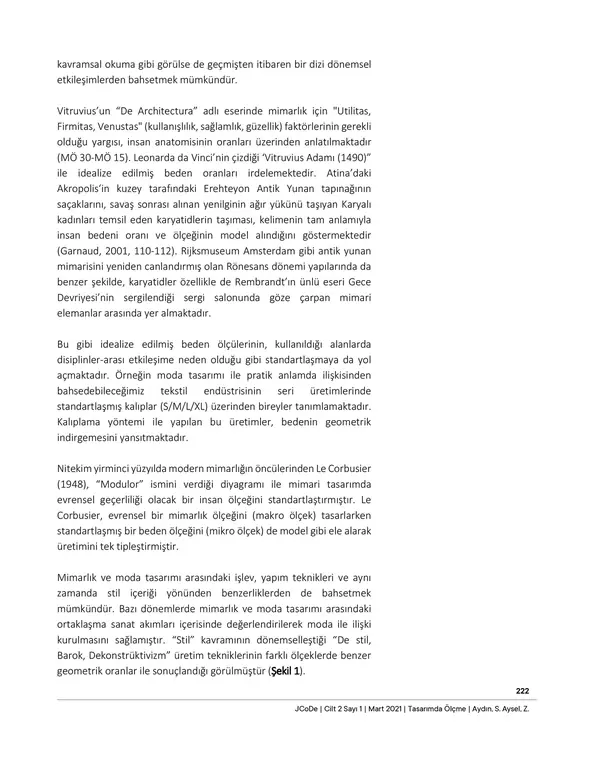 kavramsal okuma gibi görülse de geçmişten itibaren bir dizi dönemsel
etkileşimlerden bahsetmek mümkündür.
Vitruvius’un “De Architectura” adlı eserinde mimarlık için "Utilitas,
Firmitas, Venustas" (kullanışlılık, sağlamlık, güzellik) faktörlerinin gerekli
olduğu yargısı, insan anatomisinin oranları üzerinden anlatılmaktadır
(MÖ 30-MÖ 15). Leonarda da Vinci’nin çizdiği ‘Vitruvius Adamı (1490)”
ile idealize edilmiş beden oranları irdelemektedir. Atina’daki
Akropolis’in kuzey tarafındaki Erehteyon Antik Yunan tapınağının
saçaklarını, savaş sonrası alınan yenilginin ağır yükünü taşıyan Karyalı
kadınları temsil eden karyatidlerin taşıması, kelimenin tam anlamıyla
insan bedeni oranı ve ölçeğinin model alındığını göstermektedir
(Garnaud, 2001, 110-112). Rijksmuseum Amsterdam gibi antik yunan
mimarisini yeniden canlandırmış olan Rönesans dönemi yapılarında da
benzer şekilde, karyatidler özellikle de Rembrandt’ın ünlü eseri Gece
Devriyesi’nin sergilendiği sergi salonunda göze çarpan mimari
elemanlar arasında yer almaktadır.
Bu gibi idealize edilmiş beden ölçülerinin, kullanıldığı alanlarda
disiplinler-arası etkileşime neden olduğu gibi standartlaşmaya da yol
açmaktadır. Örneğin moda tasarımı ile pratik anlamda ilişkisinden
bahsedebileceğimiz tekstil endüstrisinin seri üretimlerinde
standartlaşmış kalıplar (S/M/L/XL) üzerinden bireyler tanımlamaktadır.
Kalıplama yöntemi ile yapılan bu üretimler, bedenin geometrik
indirgemesini yansıtmaktadır.
Nitekim yirminci yüzyılda modern mimarlığın öncülerinden Le Corbusier
(1948), “Modulor” ismini verdiği diyagramı ile mimari tasarımda
evrensel geçerliliği olacak bir insan ölçeğini standartlaştırmıştır. Le
Corbusier, evrensel bir mimarlık ölçeğini (makro ölçek) tasarlarken
standartlaşmış bir beden ölçeğini (mikro ölçek) de model gibi ele alarak
üretimini tek tipleştirmiştir.
Mimarlık ve moda tasarımı arasındaki işlev, yapım teknikleri ve aynı
zamanda stil içeriği yönünden benzerliklerden de bahsetmek
mümkündür. Bazı dönemlerde mimarlık ve moda tasarımı arasındaki
ortaklaşma sanat akımları içerisinde değerlendirilerek moda ile ilişki
kurulmasını sağlamıştır. “Stil” kavramının dönemselleştiği “De stil,
Barok, Dekonstrüktivizm” üretim tekniklerinin farklı ölçeklerde benzer
geometrik oranlar ile sonuçlandığı görülmüştür (Şekil 1).
222
JCoDe | Cilt 2 Sayı 1 | Mart 2021 | Tasarımda Ölçme | Aydın, S. Aysel, Z.